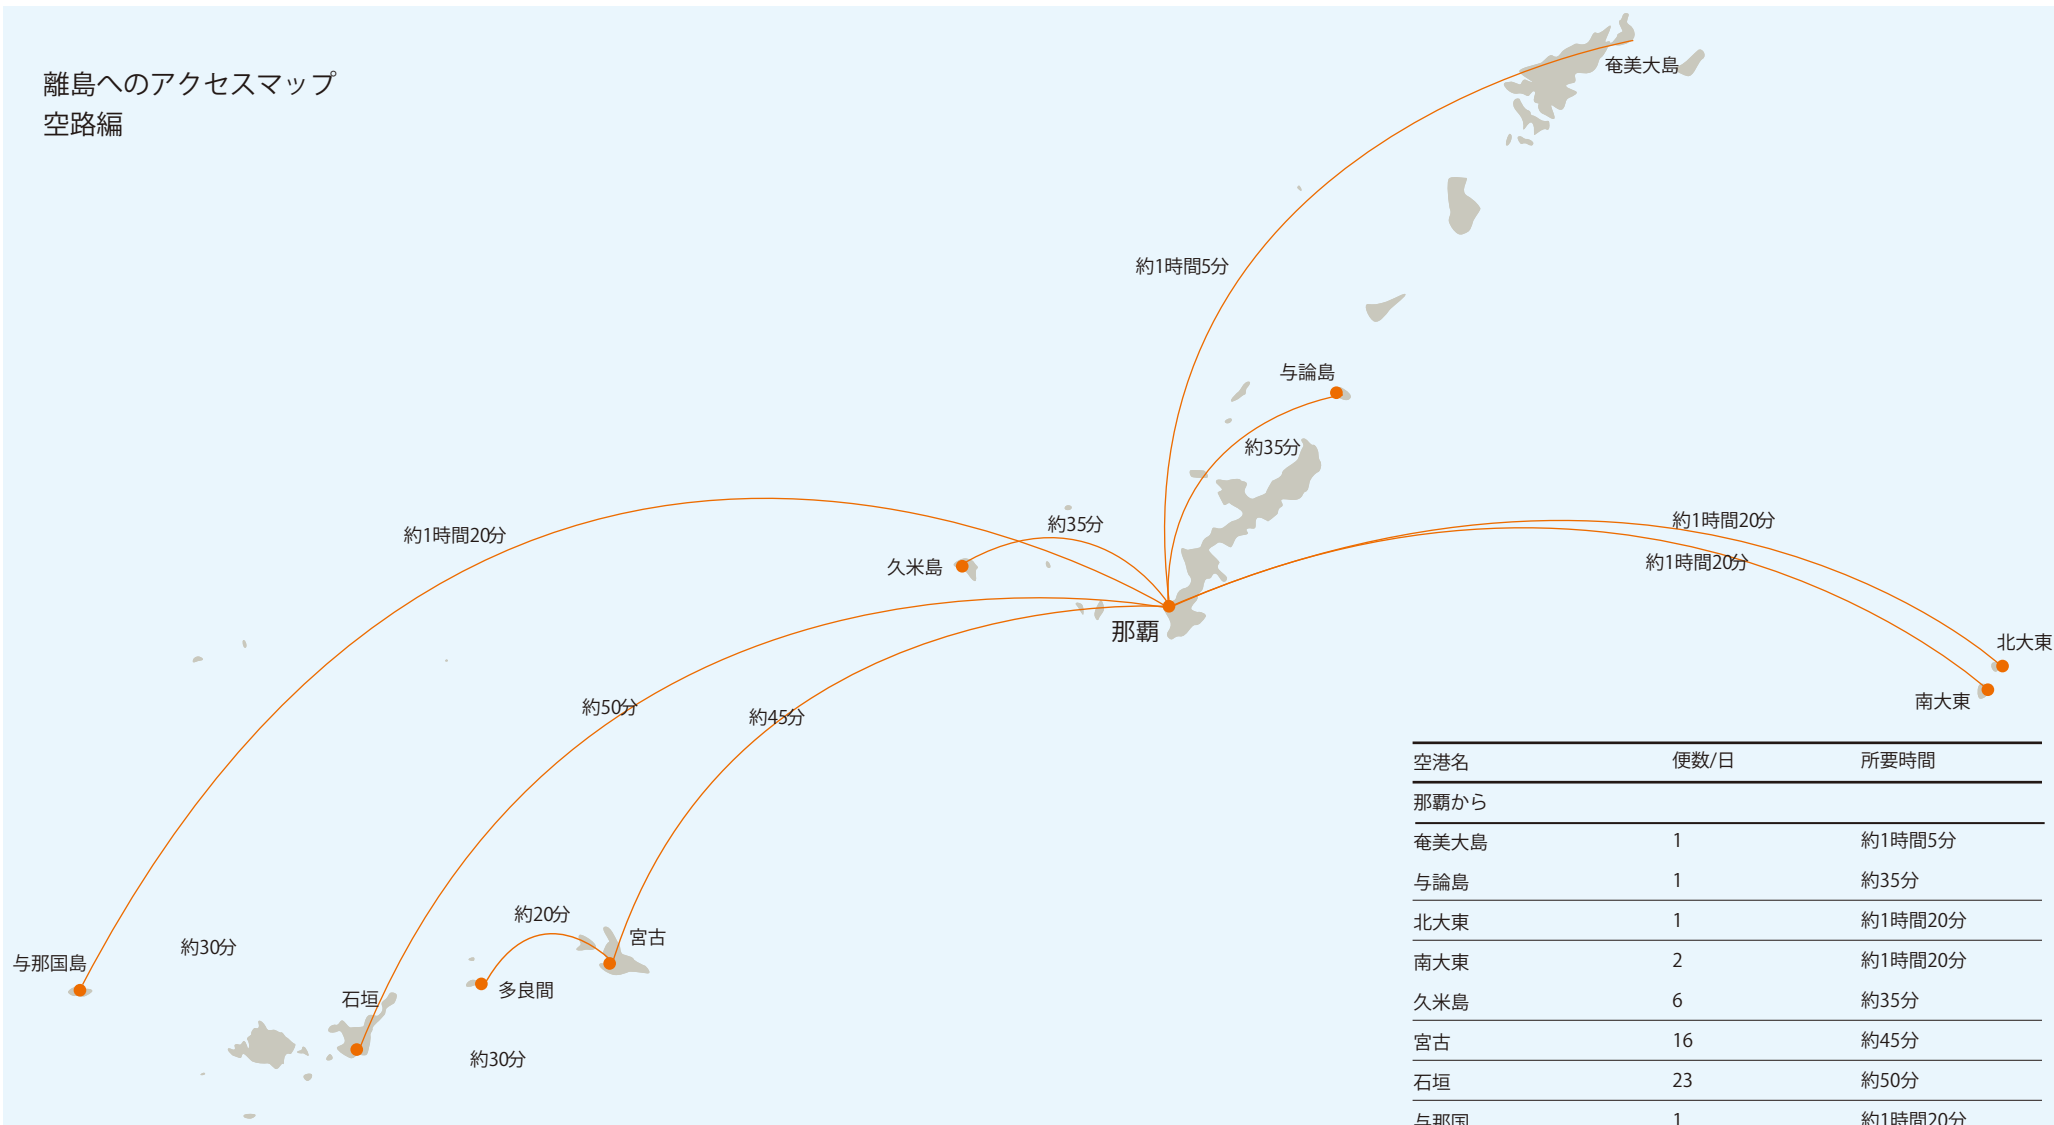 離島へのアクセスマップ
空路編
奄美大島
約1時間5分
与論島
約35分
約1時間20分
約35分
久米島
那覇
約1時間20分
約1時間20分
北大東
南大東
約50分
約45分
約20分
宮古
約30分
与那国島
多良間
石垣
約30分
空港名 便数/日 所要時間
那覇から
奄美大島 1 約1時間5分
与論島 1 約35分
北大東 1 約1時間20分
南大東 2 約1時間20分
久米島 6 約35分
宮古 16 約45分
石垣 23 約50分
与那国 1 約1時間20分